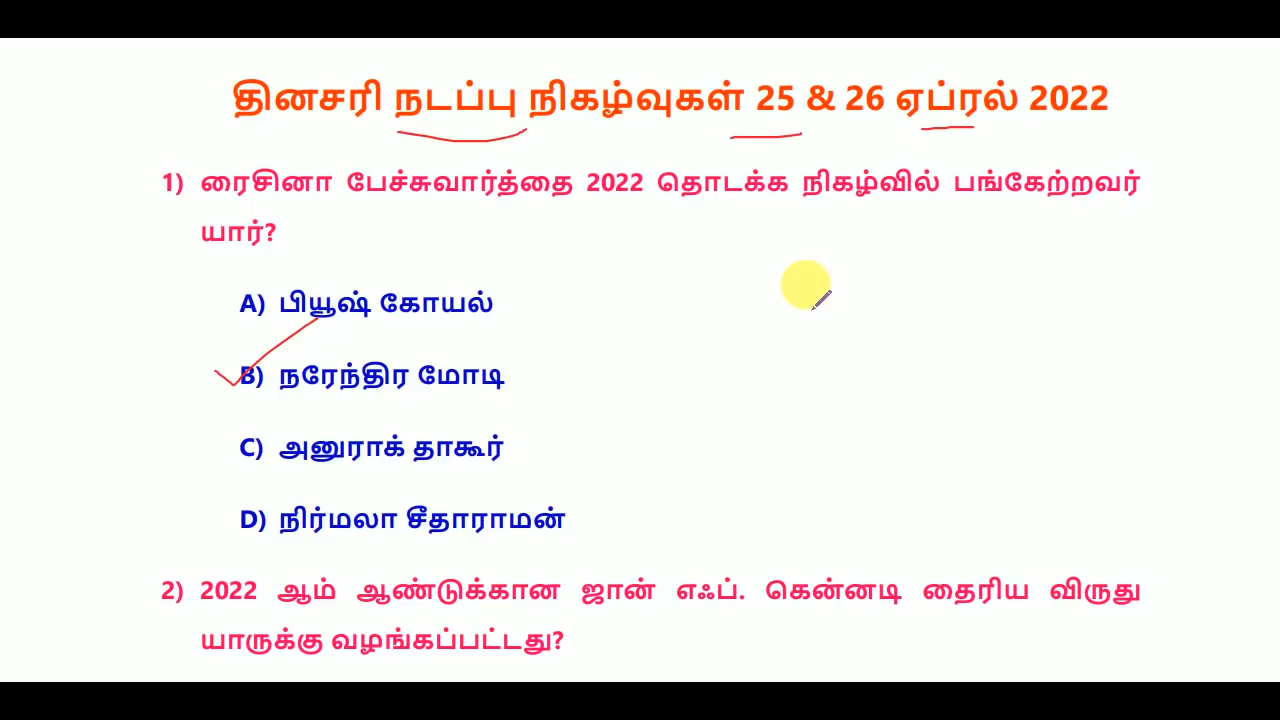 தினசரி நடப்பு நிகழ்வுகள் 25 & 26 ஏப்ரல் 2022
1) ரைசினா பேச்சுவார்த்தை 2022 தொடக்க நிகழ்வில் பங்கேற்றவர்
யார்?
A) பியூஷ் கோயல்
B) நரேந்திர மோடி
C) அனுராக் தாகூர்
D) நிர்மலா சீதாராமன்
2) 2022 ஆம் ஆண்டுக்கான ஜான் எஃப். கென்னடி தைரிய விருது
யாருக்கு வழங்கப்பட்டது?